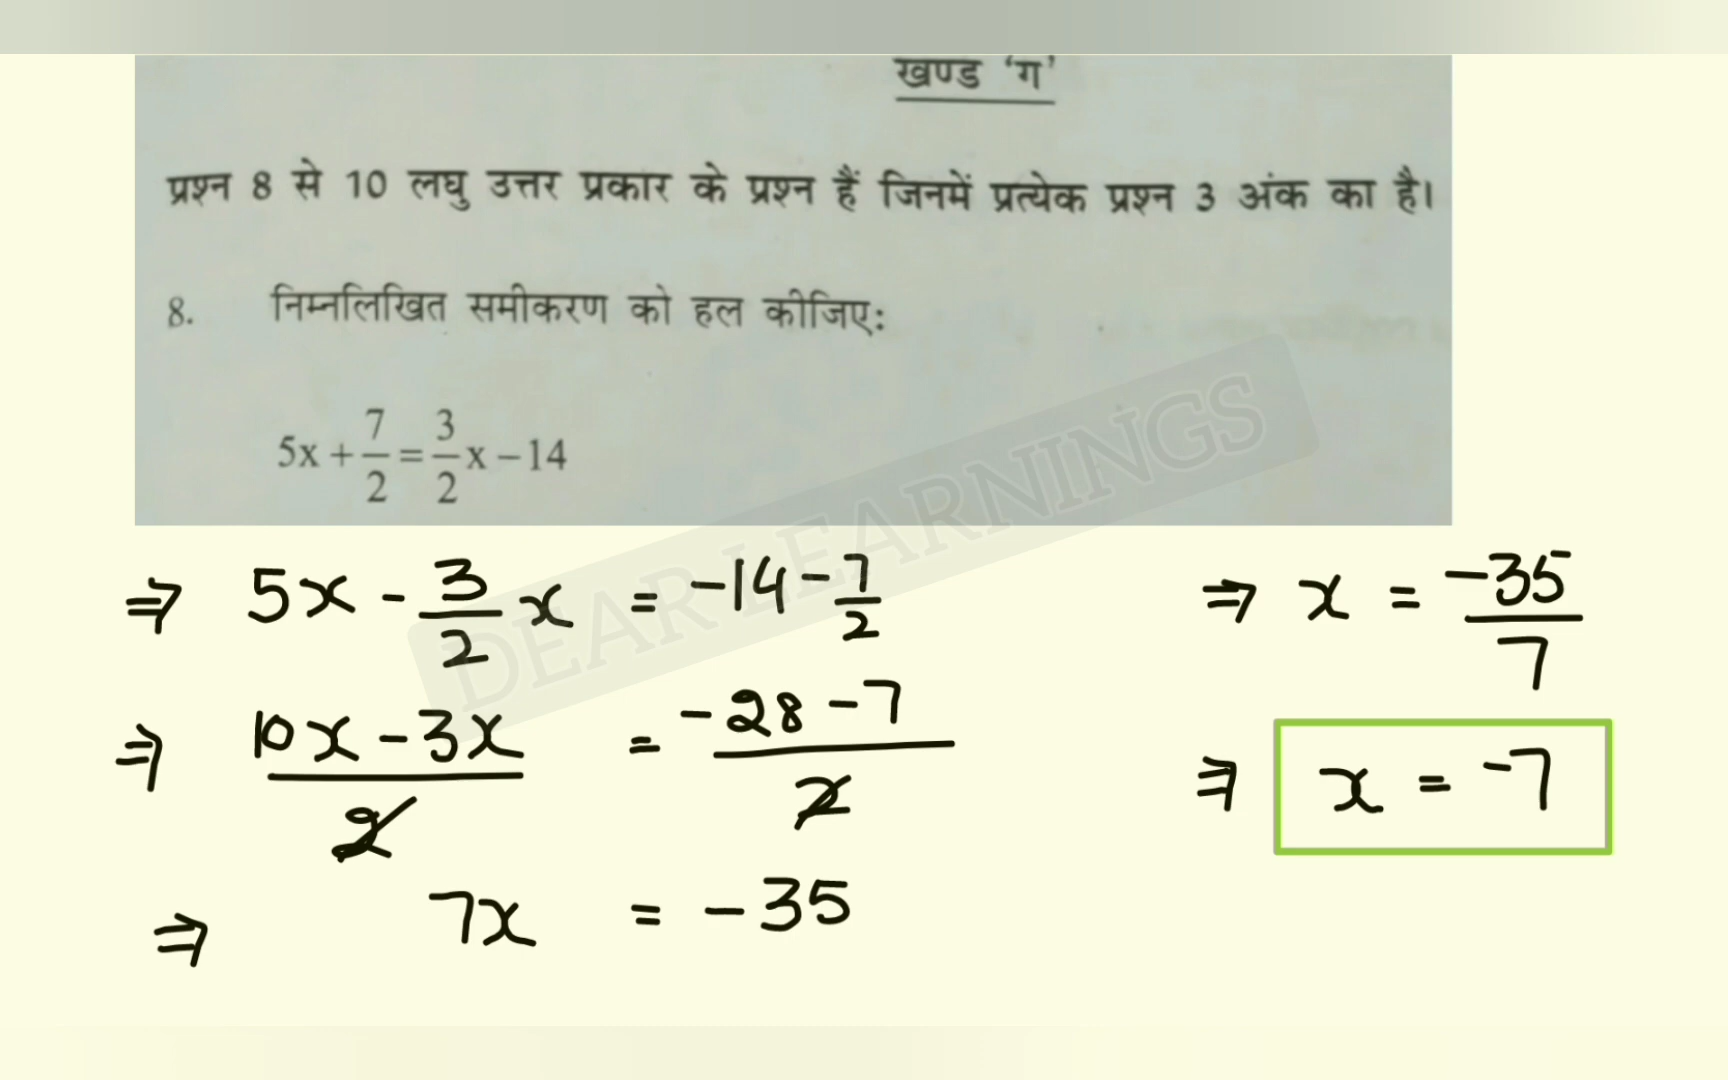 खण्ड ‘ग’
प्रश्न 8 से 10 लघु उत्तर प्रकार के प्रश्न हैं जिनमें प्रत्येक प्रश्न 3 अंक का है।
8. निम्नलिखित समीकरण को हल कीजिए:
5x + 7/2 = 3/2 x − 14
DEAR LEARNINGS
⇒ 5x - 3/2 x = -14 - 7/2
⇒ (10x - 3x)/2 = (-28 - 7)/2
⇒ 7x = -35
⇒ x = -35/7
⇒ x = -7